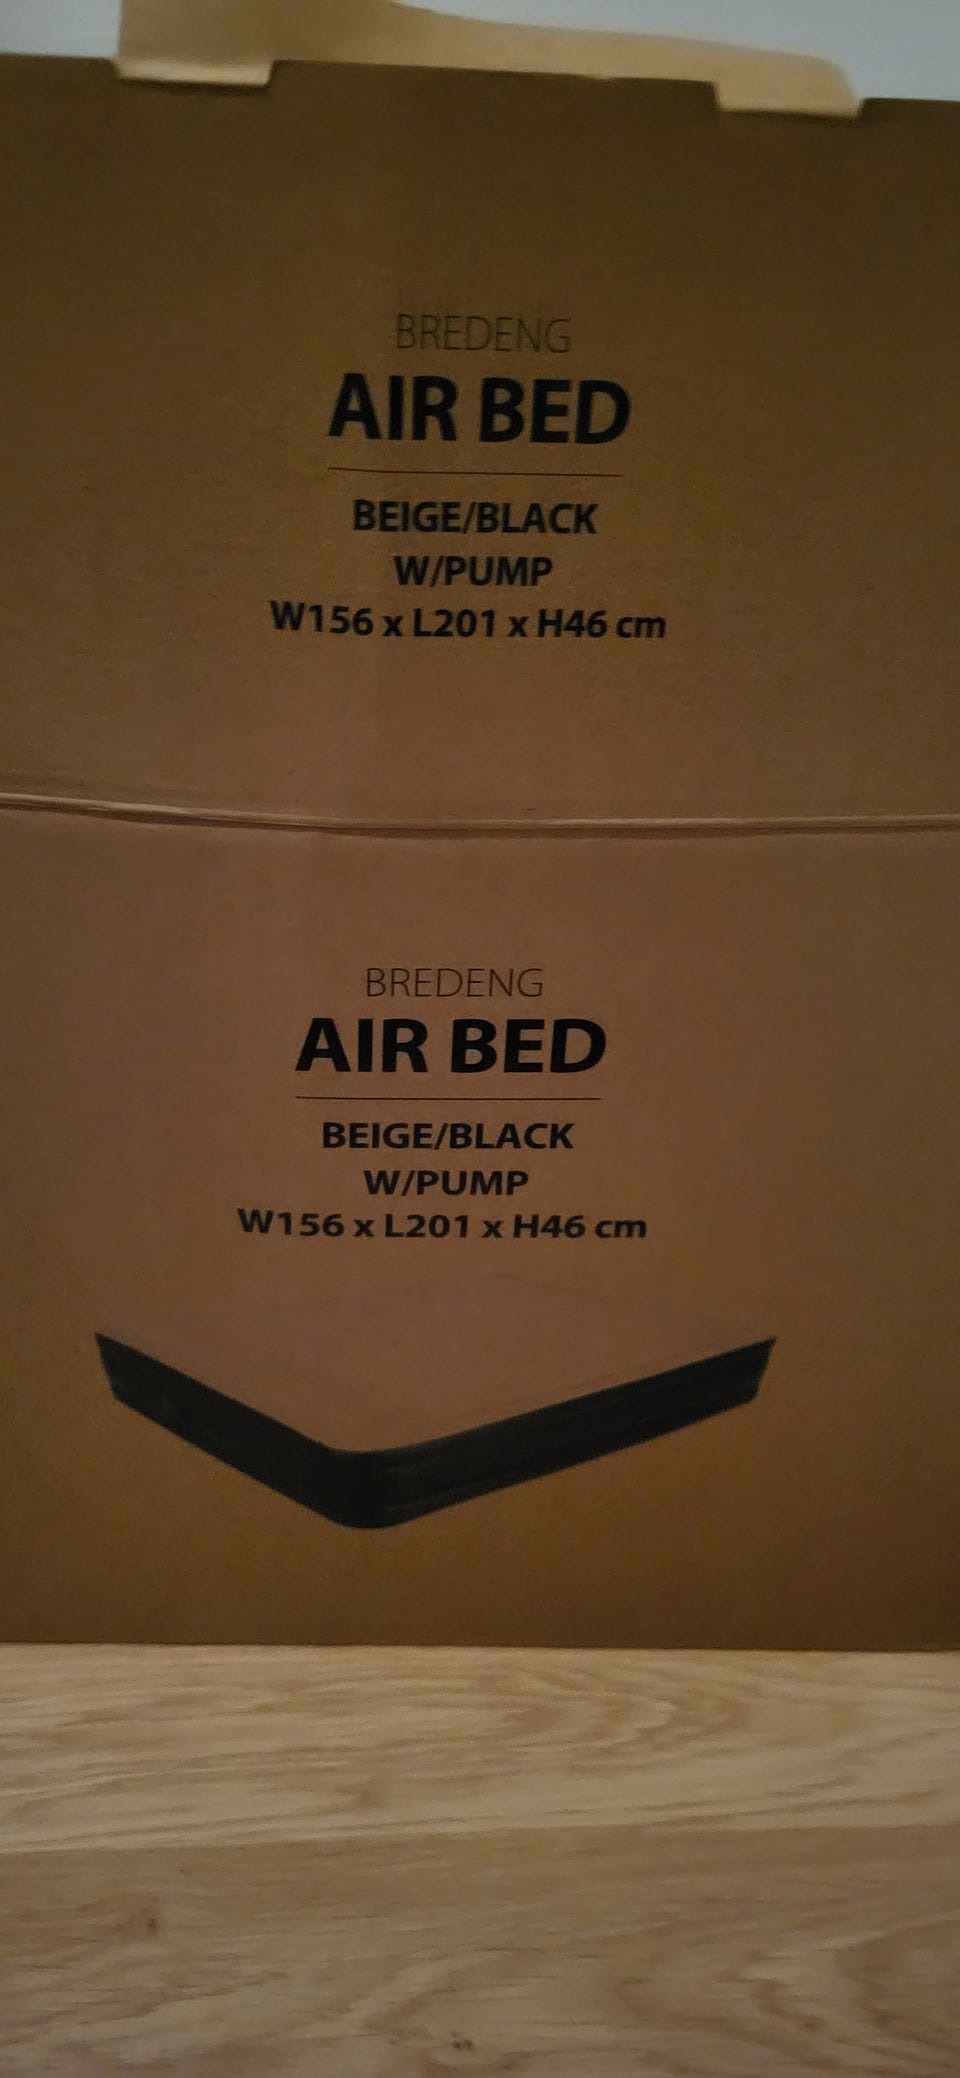 BREDENG
AIR BED
BEIGE/BLACK
W/PUMP
W156 x L201 x H46 cm
BREDENG
AIR BED
BEIGE/BLACK
W/PUMP
W156 x L201 x H46 cm